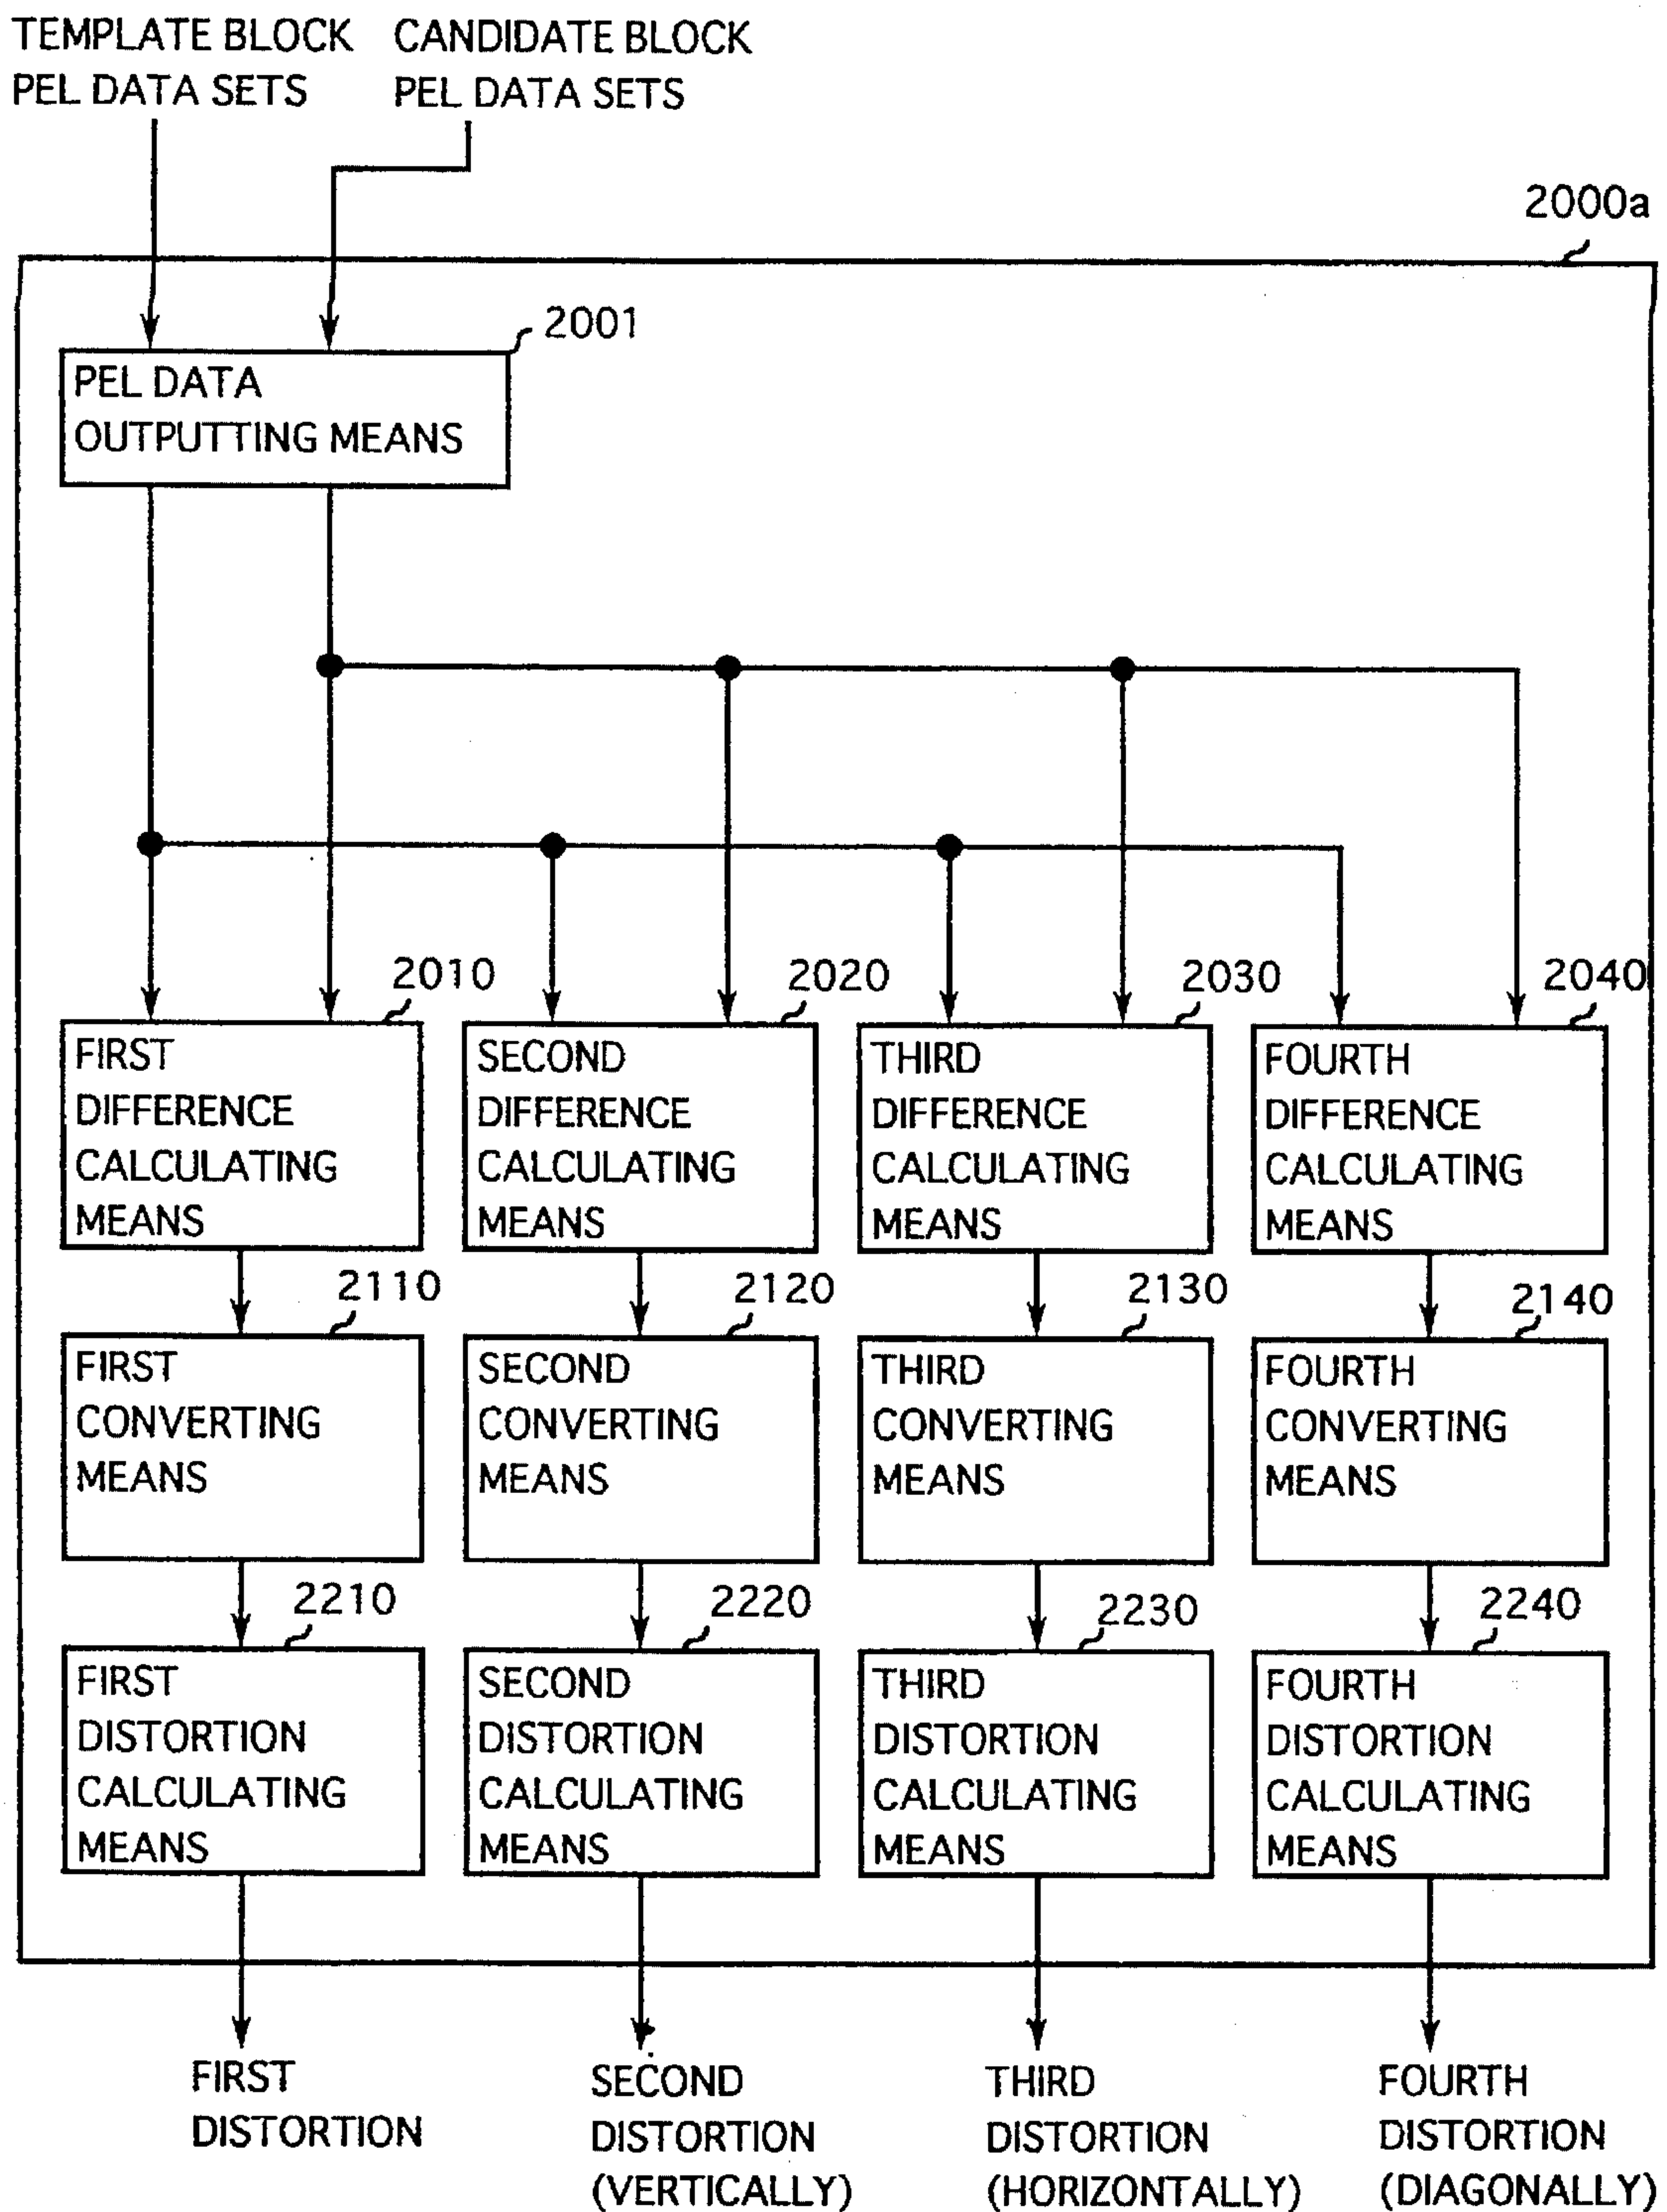 TEMPLATE BLOCK
PEL DATA SETS
CANDIDATE BLOCK
PEL DATA SETS
2000a
2001
PEL DATA
OUTPUTTING MEANS
2010
FIRST
DIFFERENCE
CALCULATING
MEANS
2020
SECOND
DIFFERENCE
CALCULATING
MEANS
2030
THIRD
DIFFERENCE
CALCULATING
MEANS
2040
FOURTH
DIFFERENCE
CALCULATING
MEANS
2110
FIRST
CONVERTING
MEANS
2120
SECOND
CONVERTING
MEANS
2130
THIRD
CONVERTING
MEANS
2140
FOURTH
CONVERTING
MEANS
2210
FIRST
DISTORTION
CALCULATING
MEANS
2220
SECOND
DISTORTION
CALCULATING
MEANS
2230
THIRD
DISTORTION
CALCULATING
MEANS
2240
FOURTH
DISTORTION
CALCULATING
MEANS
FIRST
DISTORTION
SECOND
DISTORTION
(VERTICALLY)
THIRD
DISTORTION
(HORIZONTALLY)
FOURTH
DISTORTION
(DIAGONALLY)